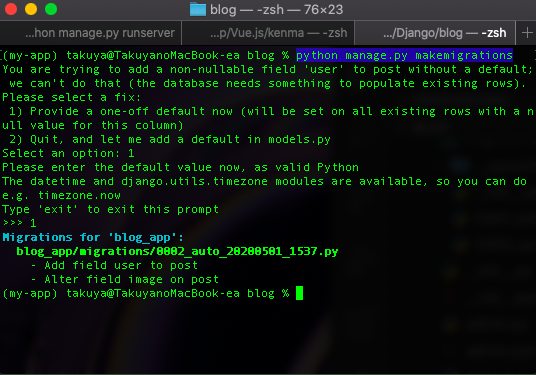 blog — -zsh — 76×23
...hon manage.py runserver
...p/Vue.js/kenma — -zsh
.../Django/blog — -zsh
+
(my-app) takuya@TakuyanoMacBook-ea blog % python manage.py makemigrations
You are trying to add a non-nullable field 'user' to post without a default;
we can't do that (the database needs something to populate existing rows).
Please select a fix:
1) Provide a one-off default now (will be set on all existing rows with a n
ull value for this column)
2) Quit, and let me add a default in models.py
Select an option: 1
Please enter the default value now, as valid Python
The datetime and django.utils.timezone modules are available, so you can do
e.g. timezone.now
Type 'exit' to exit this prompt
>>> 1
Migrations for 'blog_app':
blog_app/migrations/0002_auto_20200501_1537.py
- Add field user to post
- Alter field image on post
(my-app) takuya@TakuyanoMacBook-ea blog %